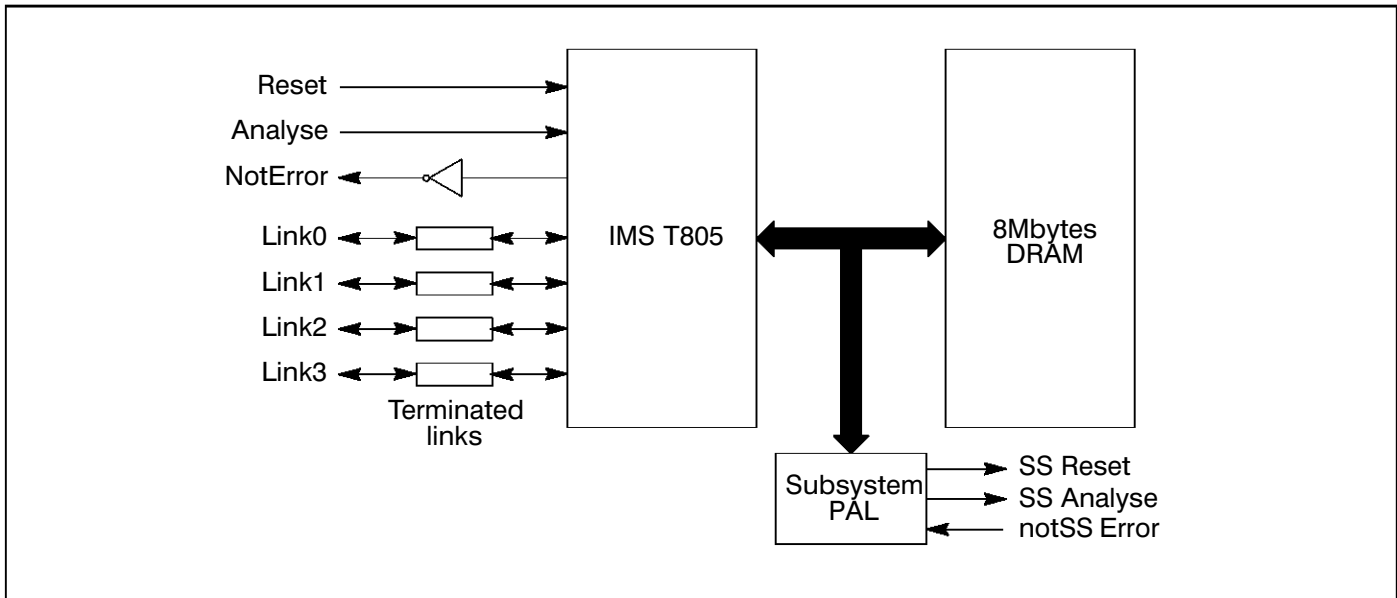 Reset
Analyse
NotError
Link0
Link1
Link2
Link3
Terminated
links
IMS T805
8Mbytes
DRAM
Subsystem
PAL
SS Reset
SS Analyse
notSS Error